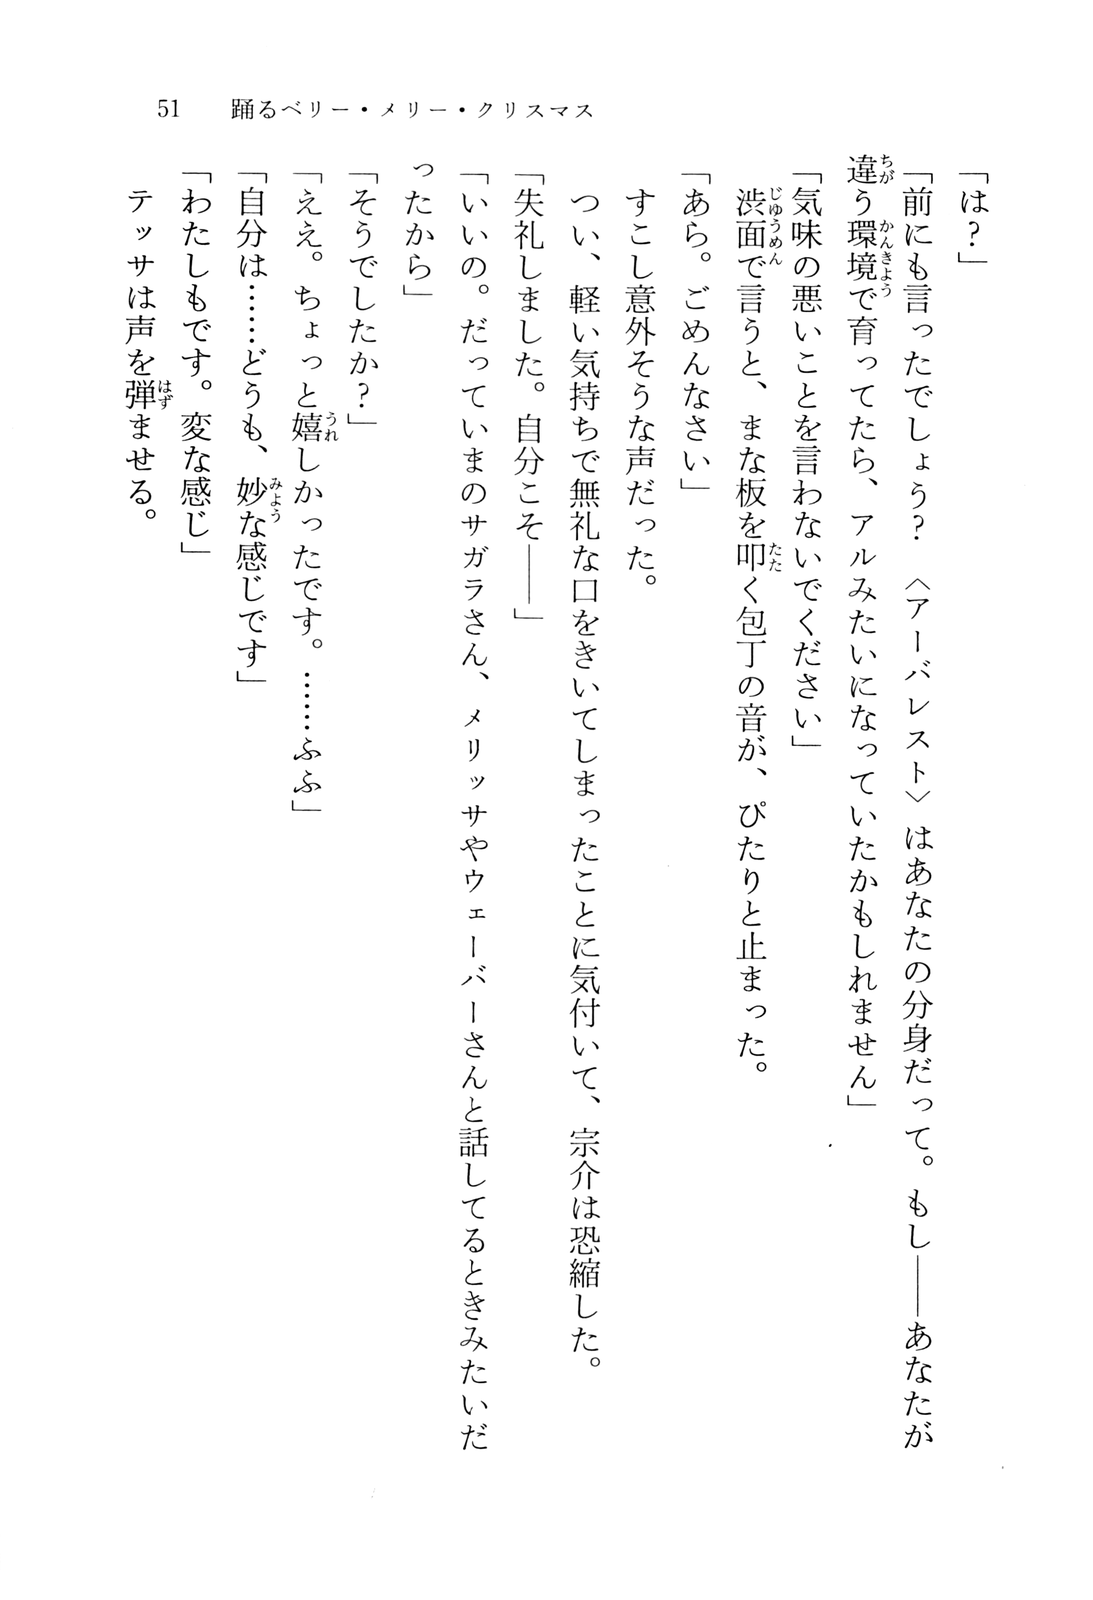 51　踊るベリー・メリー・クリスマス
「は？」
「前にも言ったでしょう？　〈アーバレスト〉はあなたの分身だって。もし――あなたが
違う環境で育ってたら、アルみたいになっていたかもしれません」
「気味の悪いことを言わないでください」
渋面で言うと、まな板を叩く包丁の音が、ぴたりと止まった。
「あら。ごめんなさい」
すこし意外そうな声だった。
つい、軽い気持ちで無礼な口をきいてしまったことに気付いて、宗介は恐縮した。
「失礼しました。自分こそ――」
「いいの。だっていまのサガラさん、メリッサやウェーバーさんと話してるときみたいだ
ったから」
「そうでしたか？」
「ええ。ちょっと嬉しかったです。……ふふ」
「自分は……どうも、妙な感じです」
「わたしもです。変な感じ」
テッサは声を弾ませる。